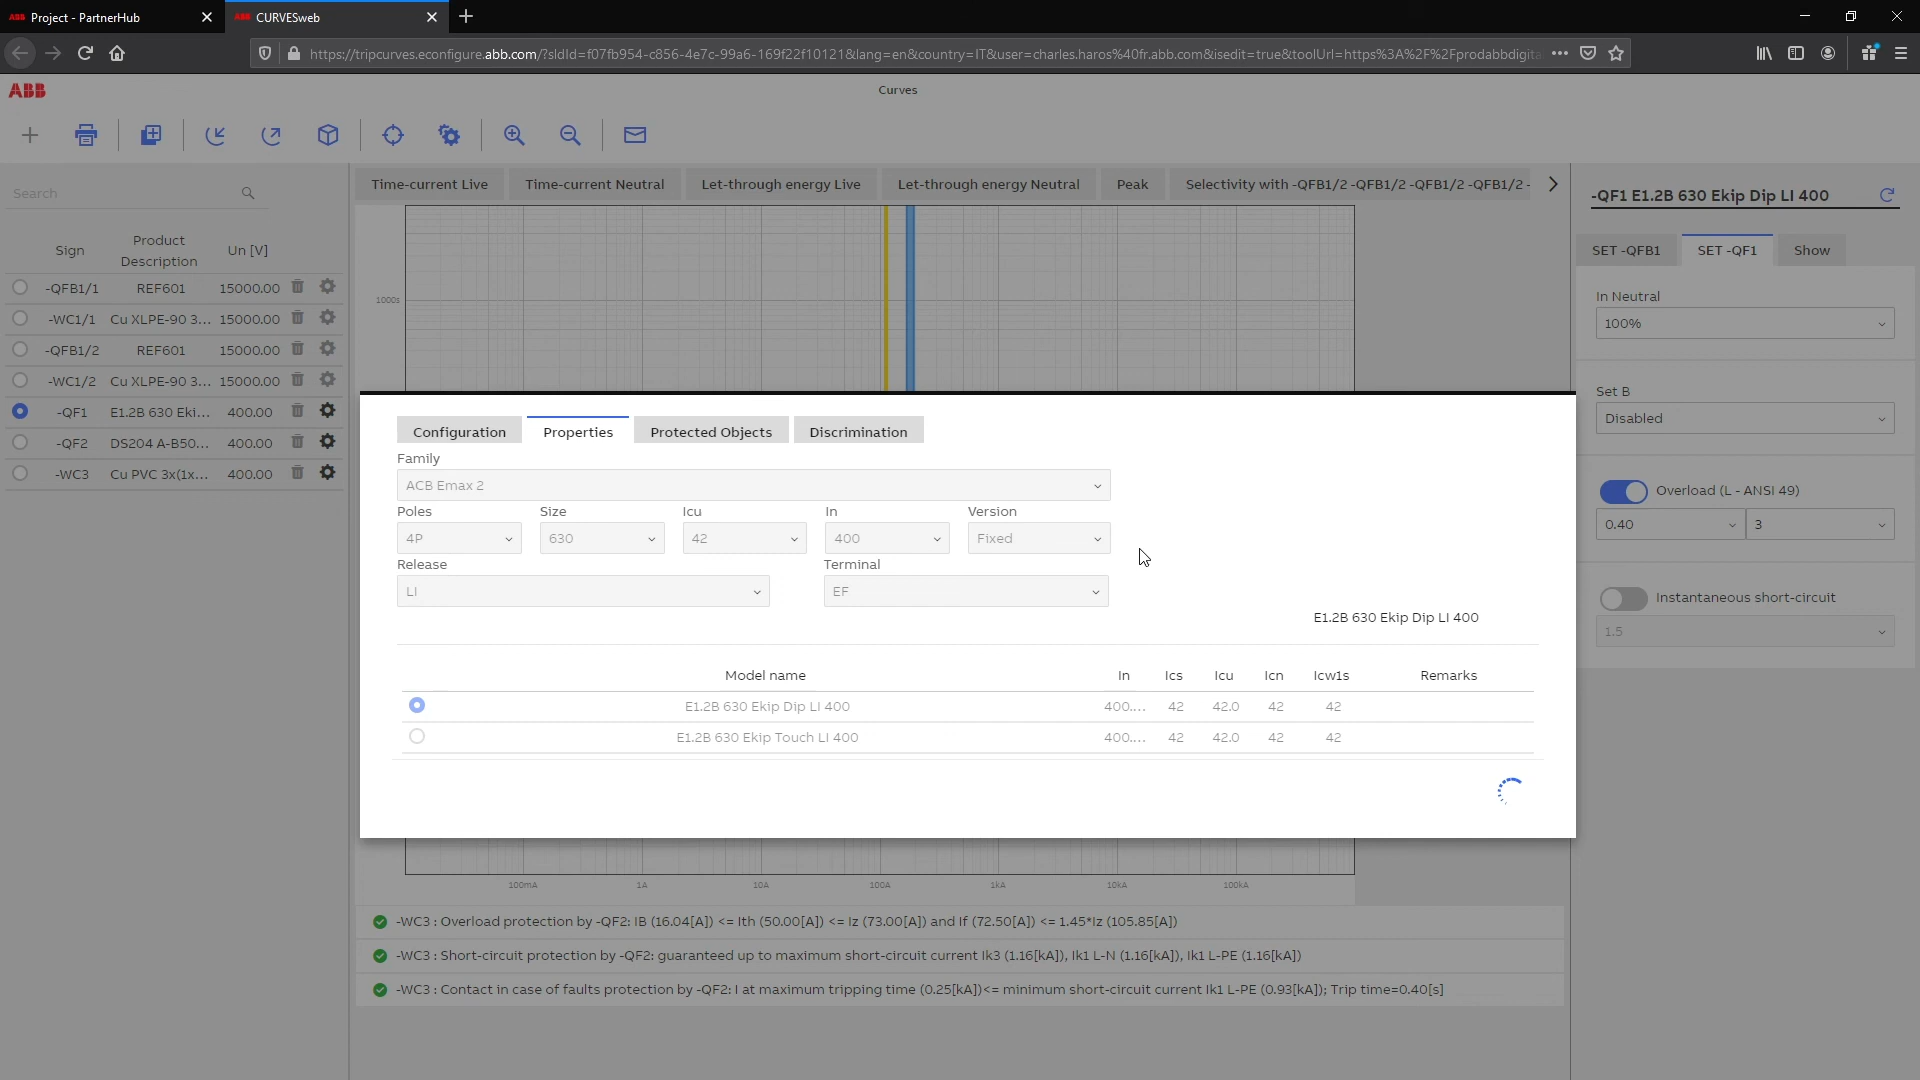 ABB Project - PartnerHub
ABB CURVESweb
https://tripcurves.econfigure.abb.com/?sldId=f07fb954-c856-4e7c-99a6-169f22f10121&lang=en&country=IT&user=charles.haros%40fr.abb.com&isedit=true&toolUrl=https%3A%2F%2Fprodabbdigita
ABB
Curves
Search
Sign
Product Description
Un [V]
-QFB1/1 REF601 15000.00
-WC1/1 Cu XLPE-90 3... 15000.00
-QFB1/2 REF601 15000.00
-WC1/2 Cu XLPE-90 3... 15000.00
-QF1 E1.2B 630 Eki... 400.00
-QF2 DS204 A-B50... 400.00
-WC3 Cu PVC 3x(1x... 400.00
Time-current Live
Time-current Neutral
Let-through energy Live
Let-through energy Neutral
Peak
Selectivity with -QFB1/2 -QFB1/2 -QFB1/2 -QFB1/2 -
1000s
Configuration
Properties
Protected Objects
Discrimination
Family
ACB Emax 2
Poles Size Icu In Version
4P 630 42 400 Fixed
Release Terminal
LI EF
E1.2B 630 Ekip Dip LI 400
Model name In Ics Icu Icn Icw1s Remarks
E1.2B 630 Ekip Dip LI 400 400.... 42 42.0 42 42
E1.2B 630 Ekip Touch LI 400 400.... 42 42.0 42 42
100mA 1A 10A 100A 1kA 10kA 100kA
-WC3 : Overload protection by -QF2: IB (16.04[A]) <= Ith (50.00[A]) <= Iz (73.00[A]) and If (72.50[A]) <= 1.45*Iz (105.85[A])
-WC3 : Short-circuit protection by -QF2: guaranteed up to maximum short-circuit current Ik3 (1.16[kA]), Ik1 L-N (1.16[kA]), Ik1 L-PE (1.16[kA])
-WC3 : Contact in case of faults protection by -QF2: I at maximum tripping time (0.25[kA])<= minimum short-circuit current Ik1 L-PE (0.93[kA]); Trip time=0.40[s]
-QF1 E1.2B 630 Ekip Dip LI 400
SET -QFB1
SET -QF1
Show
In Neutral
100%
Set B
Disabled
Overload (L - ANSI 49)
0.40 3
Instantaneous short-circuit
1.5